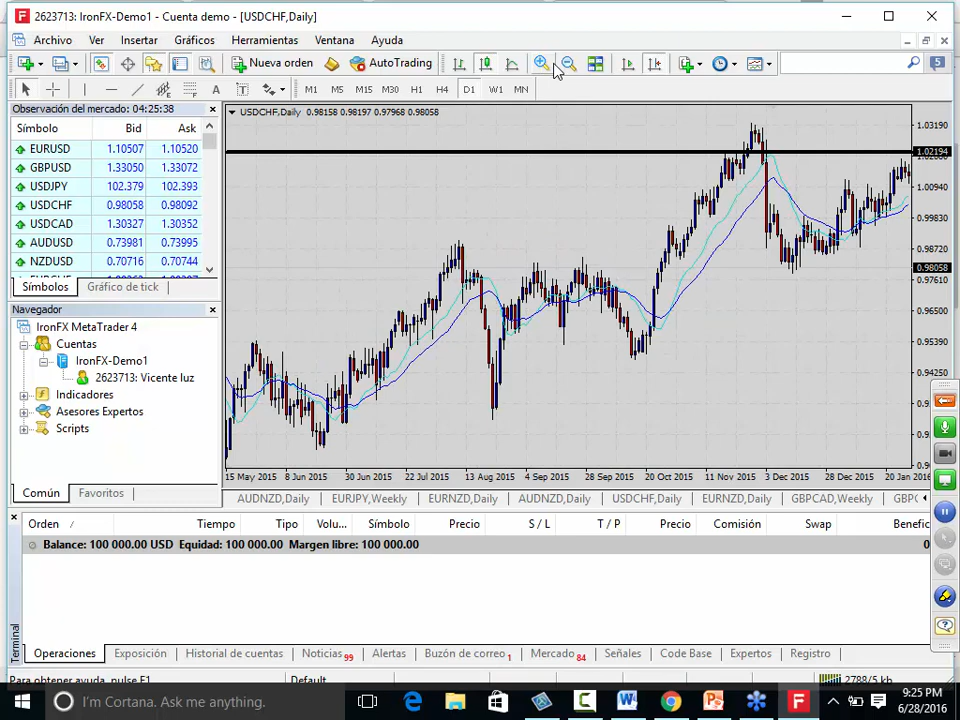 2623713: IronFX-Demo1 - Cuenta demo - [USDCHF,Daily]
Archivo Ver Insertar Gráficos Herramientas Ventana Ayuda
Nueva orden AutoTrading 5
A T M1 M5 M15 M30 H1 H4 D1 W1 MN
Observación del mercado: 04:25:38
Símbolo Bid Ask
EURUSD 1.10507 1.10520
GBPUSD 1.33050 1.33072
USDJPY 102.379 102.393
USDCHF 0.98058 0.98092
USDCAD 1.30327 1.30352
AUDUSD 0.73981 0.73995
NZDUSD 0.70716 0.70744
Símbolos Gráfico de tick
Navegador
IronFX MetaTrader 4
Cuentas
IronFX-Demo1
2623713: Vicente luz
Indicadores
Asesores Expertos
Scripts
Común Favoritos
USDCHF,Daily 0.98158 0.98197 0.97968 0.98058
1.03190
1.02194
1.00940
0.99830
0.98720
0.98058
0.97610
0.96500
0.95390
0.94250
15 May 2015 8 Jun 2015 30 Jun 2015 22 Jul 2015 13 Aug 2015 4 Sep 2015 28 Sep 2015 20 Oct 2015 11 Nov 2015 3 Dec 2015 28 Dec 2015 20 Jan 2016
AUDNZD,Daily EURJPY,Weekly EURNZD,Daily AUDNZD,Daily USDCHF,Daily EURNZD,Daily GBPCAD,Weekly GBPC
Orden / Tiempo Tipo Volu... Símbolo Precio S / L T / P Precio Comisión Swap Benefic
Balance: 100 000.00 USD Equidad: 100 000.00 Margen libre: 100 000.00 0
Terminal
Operaciones Exposición Historial de cuentas Noticias 99 Alertas Buzón de correo 1 Mercado 84 Señales Code Base Expertos Registro
Para obtener ayuda, pulse F1 Default 2788/5 kb
I'm Cortana. Ask me anything.
9:25 PM
6/28/2016